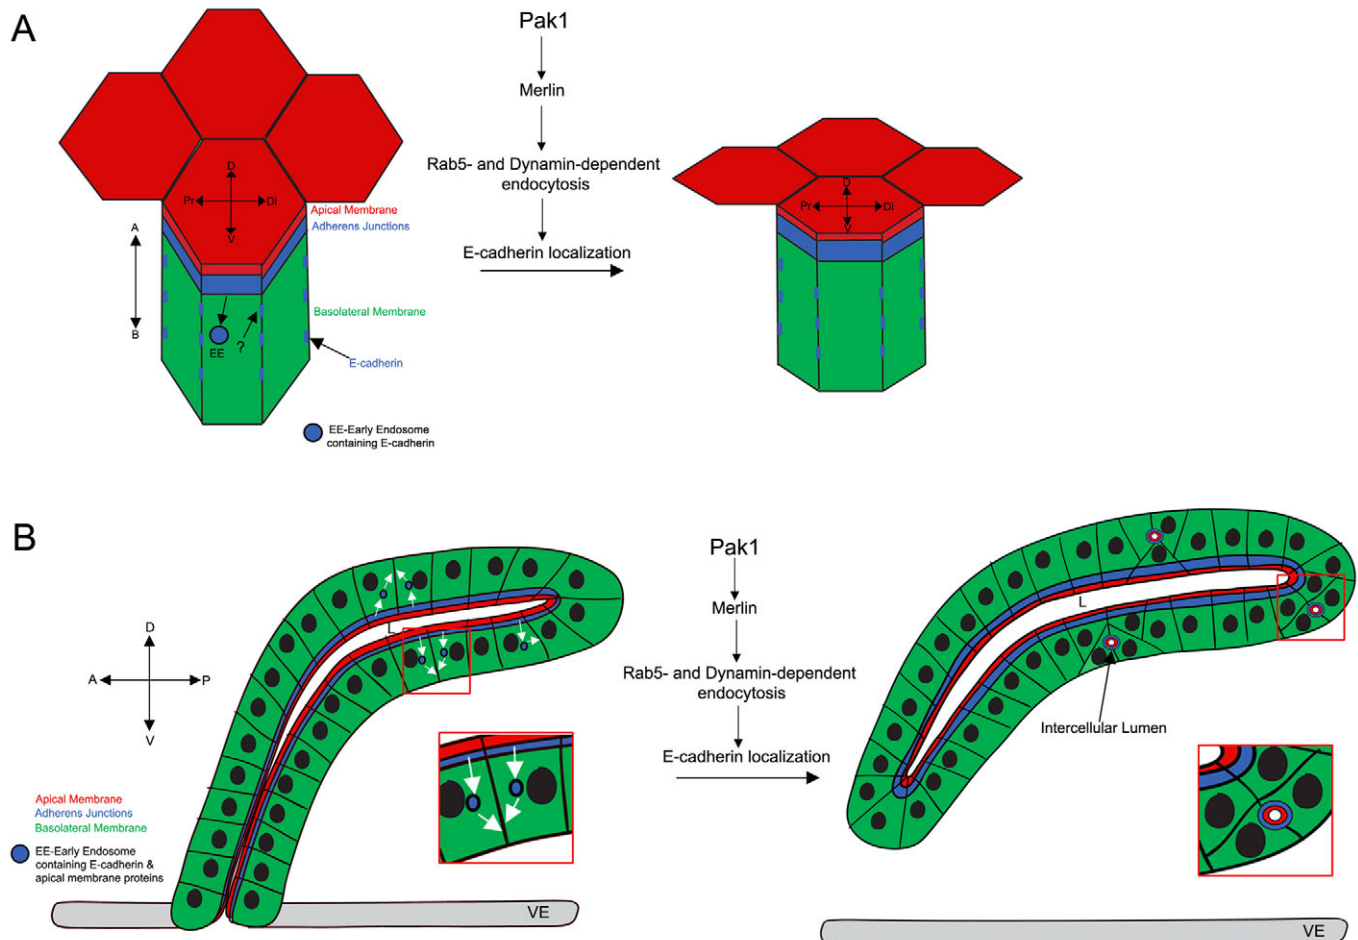 A
Pak1
Merlin
Rab5- and Dynamin-dependent
endocytosis
E-cadherin localization
D
Pr
Di
V
Apical Membrane
Adherens Junctions
A
B
Basolateral Membrane
EE
?
E-cadherin
EE-Early Endosome
containing E-cadherin
D
Pr
Di
V
B
Pak1
Merlin
Rab5- and Dynamin-dependent
endocytosis
E-cadherin localization
D
A
P
V
L
Apical Membrane
Adherens Junctions
Basolateral Membrane
EE-Early Endosome
containing E-cadherin &
apical membrane proteins
VE
L
Intercellular Lumen
VE